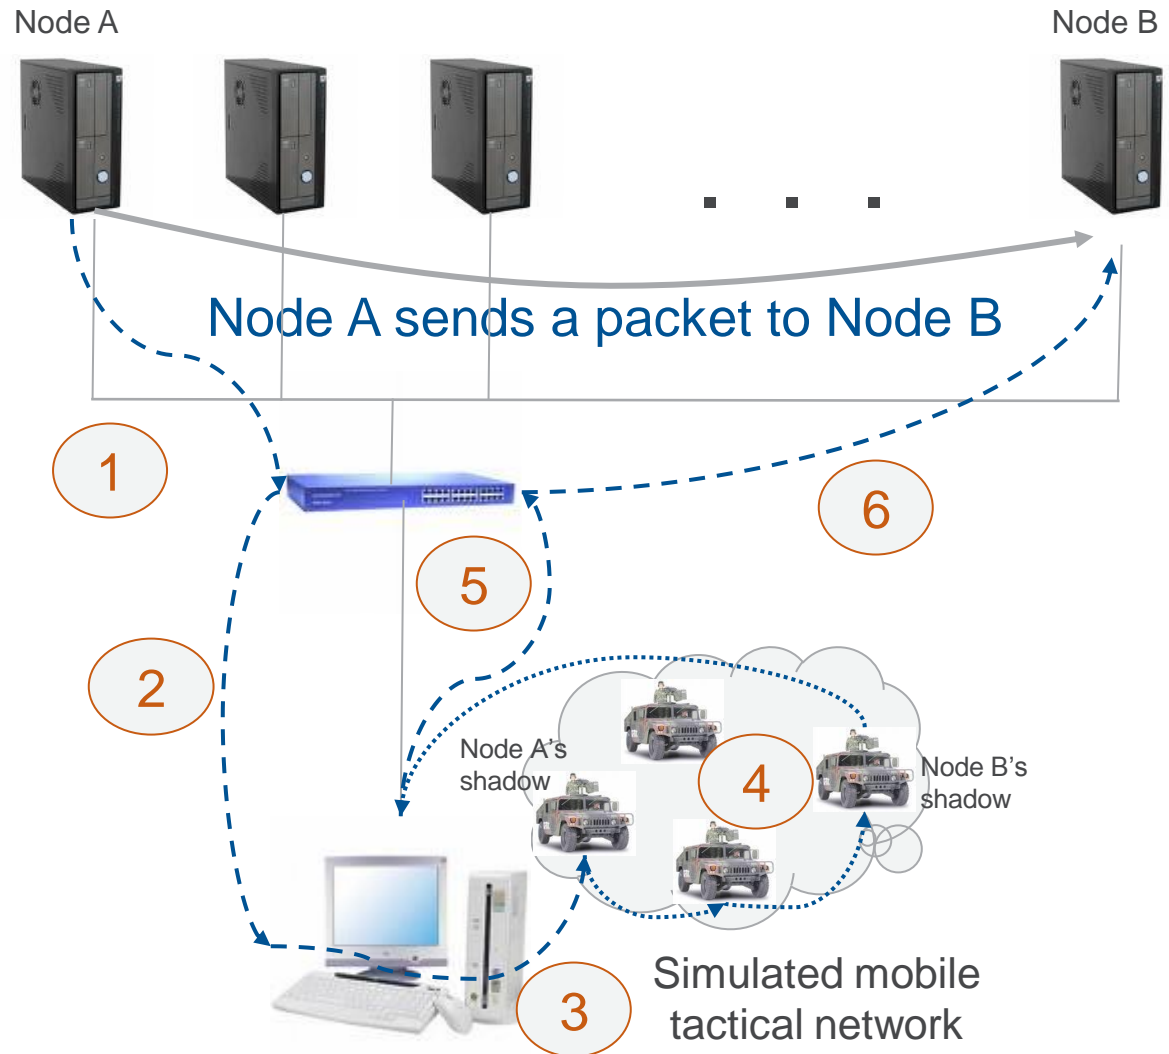 Node A
Node B
Node A sends a packet to Node B
1
6
5
2
Node A's
shadow
4
Node B's
shadow
3
Simulated mobile
tactical network